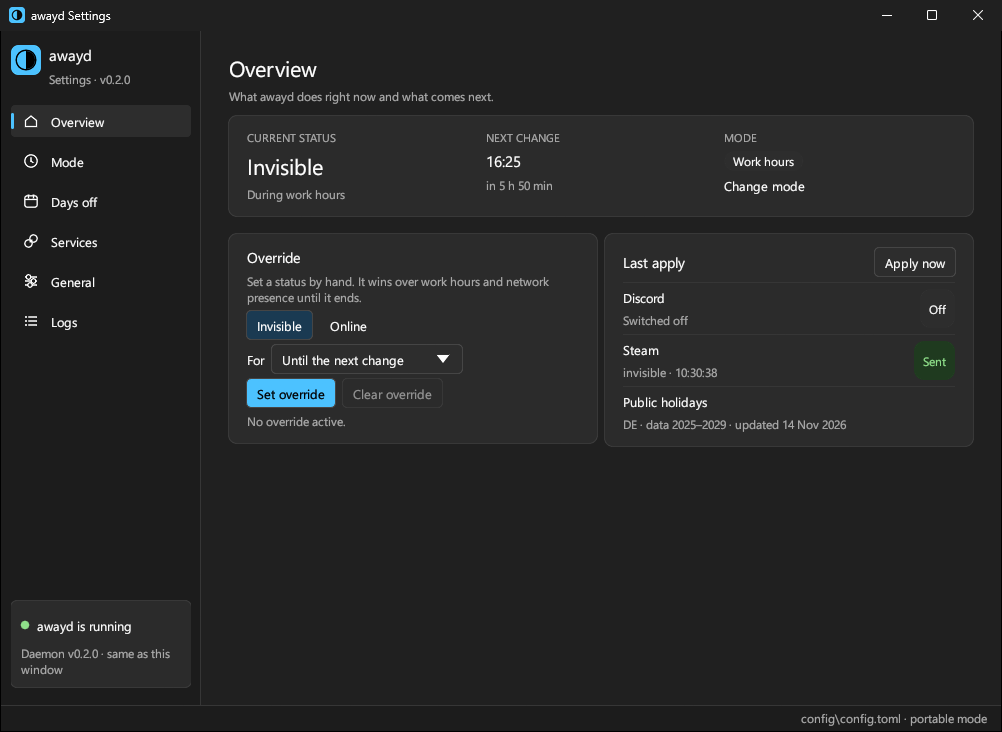 awayd Settings
awayd
Settings · v0.2.0
Overview
Mode
Days off
Services
General
Logs
awayd is running
Daemon v0.2.0 · same as this
window
Overview
What awayd does right now and what comes next.
CURRENT STATUS
Invisible
During work hours
NEXT CHANGE
16:25
in 5 h 50 min
MODE
Work hours
Change mode
Override
Set a status by hand. It wins over work hours and network
presence until it ends.
Invisible Online
For Until the next change
Set override Clear override
No override active.
Last apply Apply now
Discord
Switched off
Off
Steam
invisible · 10:30:38
Sent
Public holidays
DE · data 2025–2029 · updated 14 Nov 2026
config\config.toml · portable mode